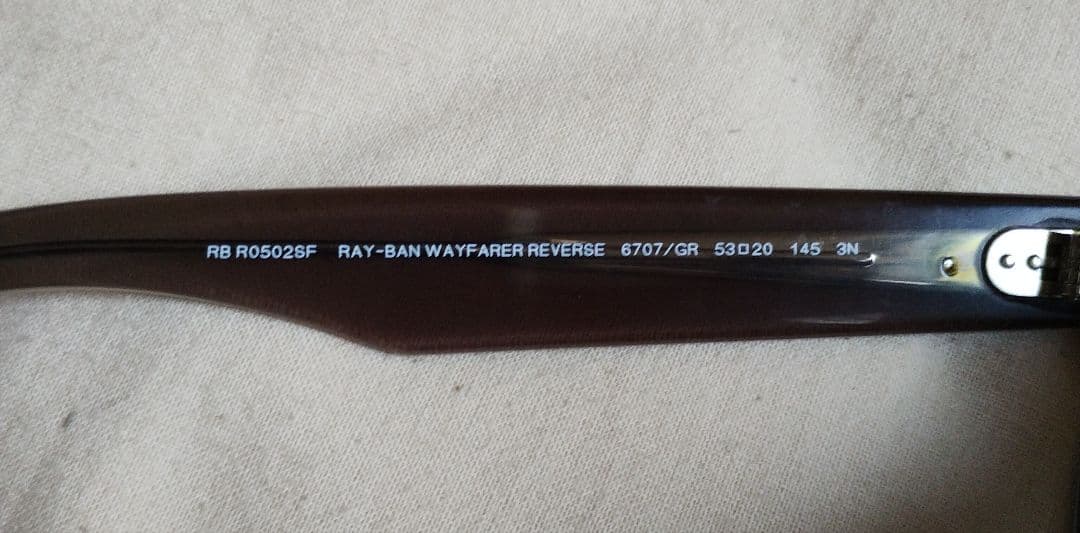 RB R0502SF RAY-BAN WAYFARER REVERSE 6707/GR 53□20 145 3N